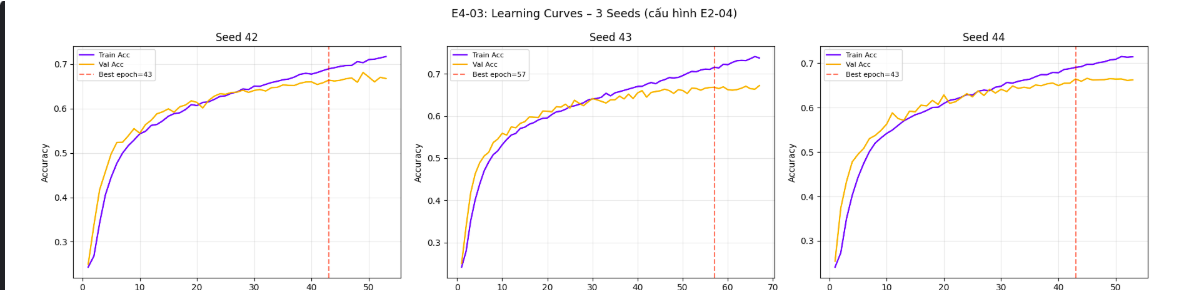 E4-03: Learning Curves – 3 Seeds (cấu hình E2-04)
Seed 42
Train Acc
Val Acc
Best epoch=43
Accuracy
0.7
0.6
0.5
0.4
0.3
0 10 20 30 40 50
Seed 43
Train Acc
Val Acc
Best epoch=57
Accuracy
0.7
0.6
0.5
0.4
0.3
0 10 20 30 40 50 60 70
Seed 44
Train Acc
Val Acc
Best epoch=43
Accuracy
0.7
0.6
0.5
0.4
0.3
0 10 20 30 40 50